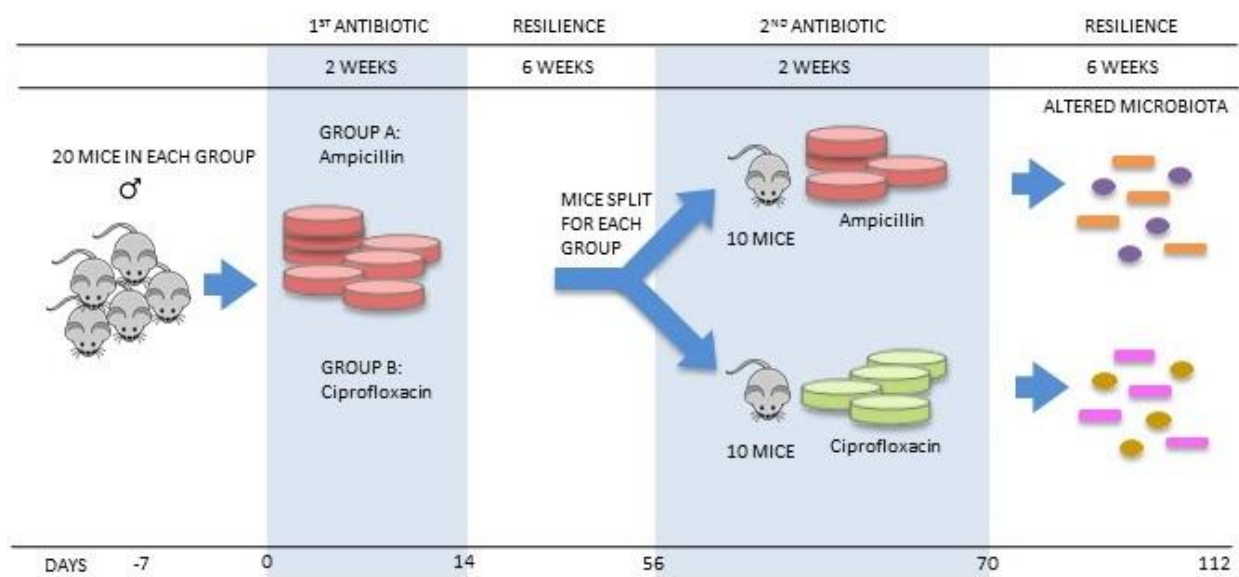 1ST ANTIBIOTIC RESILIENCE 2ND ANTIBIOTIC RESILIENCE
2 WEEKS 6 WEEKS 2 WEEKS 6 WEEKS
20 MICE IN EACH GROUP
♂
GROUP A:
Ampicillin
GROUP B:
Ciprofloxacin
MICE SPLIT
FOR EACH
GROUP
10 MICE
Ampicillin
10 MICE
Ciprofloxacin
ALTERED MICROBIOTA
DAYS -7 0 14 56 70 112